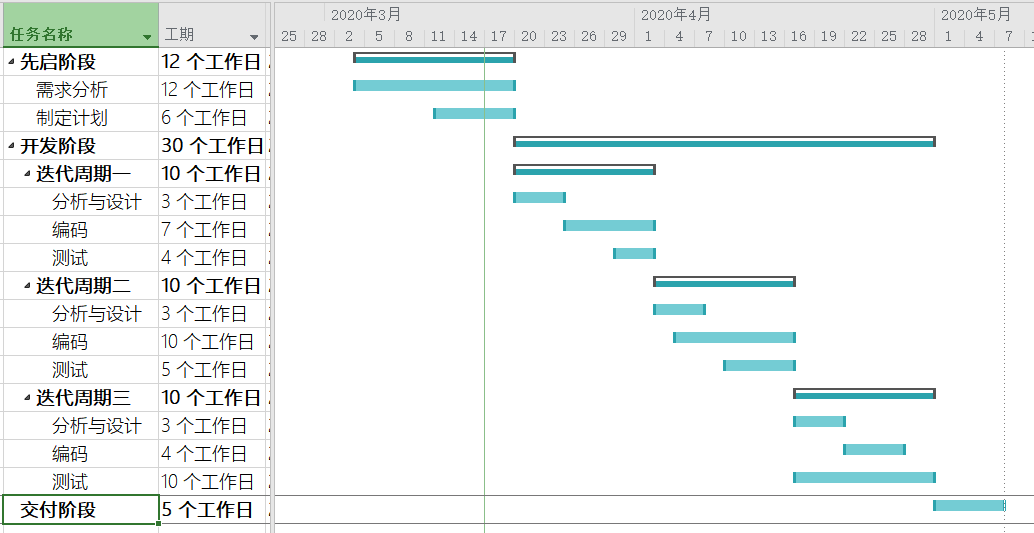 2020年3月 2020年4月 2020年5月
任务名称 工期
25 28 2 5 8 11 14 17 20 23 26 29 1 4 7 10 13 16 19 22 25 28 1 4 7
先启阶段 12 个工作日
需求分析 12 个工作日
制定计划 6 个工作日
开发阶段 30 个工作日
迭代周期一 10 个工作日
分析与设计 3 个工作日
编码 7 个工作日
测试 4 个工作日
迭代周期二 10 个工作日
分析与设计 3 个工作日
编码 10 个工作日
测试 5 个工作日
迭代周期三 10 个工作日
分析与设计 3 个工作日
编码 4 个工作日
测试 10 个工作日
交付阶段 5 个工作日